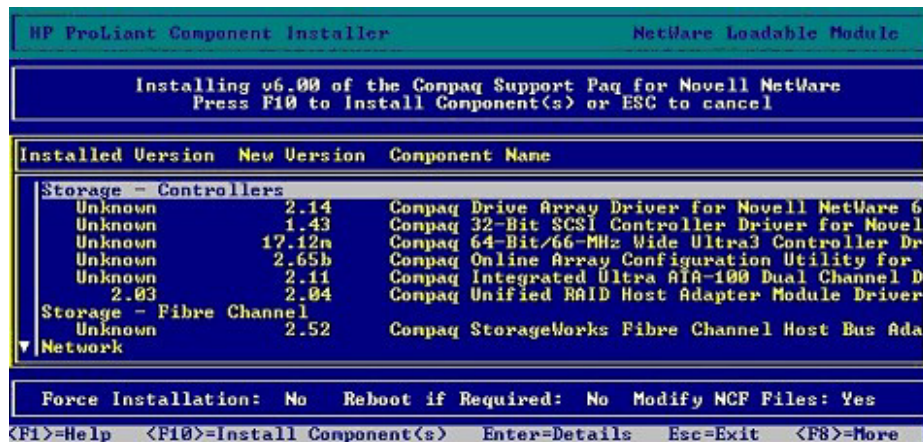 HP ProLiant Component Installer NetWare Loadable Module
Installing v6.00 of the Compaq Support Paq for Novell NetWare
Press F10 to Install Component(s) or ESC to cancel
Installed Version New Version Component Name
Storage - Controllers
Unknown 2.14 Compaq Drive Array Driver for Novell NetWare 6
Unknown 1.43 Compaq 32-Bit SCSI Controller Driver for Novel
Unknown 17.12m Compaq 64-Bit/66-MHz Wide Ultra3 Controller Dr
Unknown 2.65b Compaq Online Array Configuration Utility for
Unknown 2.11 Compaq Integrated Ultra ATA-100 Dual Channel D
2.03 2.04 Compaq Unified RAID Host Adapter Module Driver
Storage - Fibre Channel
Unknown 2.52 Compaq StorageWorks Fibre Channel Host Bus Ada
Network
Force Installation: No Reboot if Required: No Modify NCF Files: Yes
<F1>=Help <F10>=Install Component(s) Enter=Details Esc=Exit <F8>=More